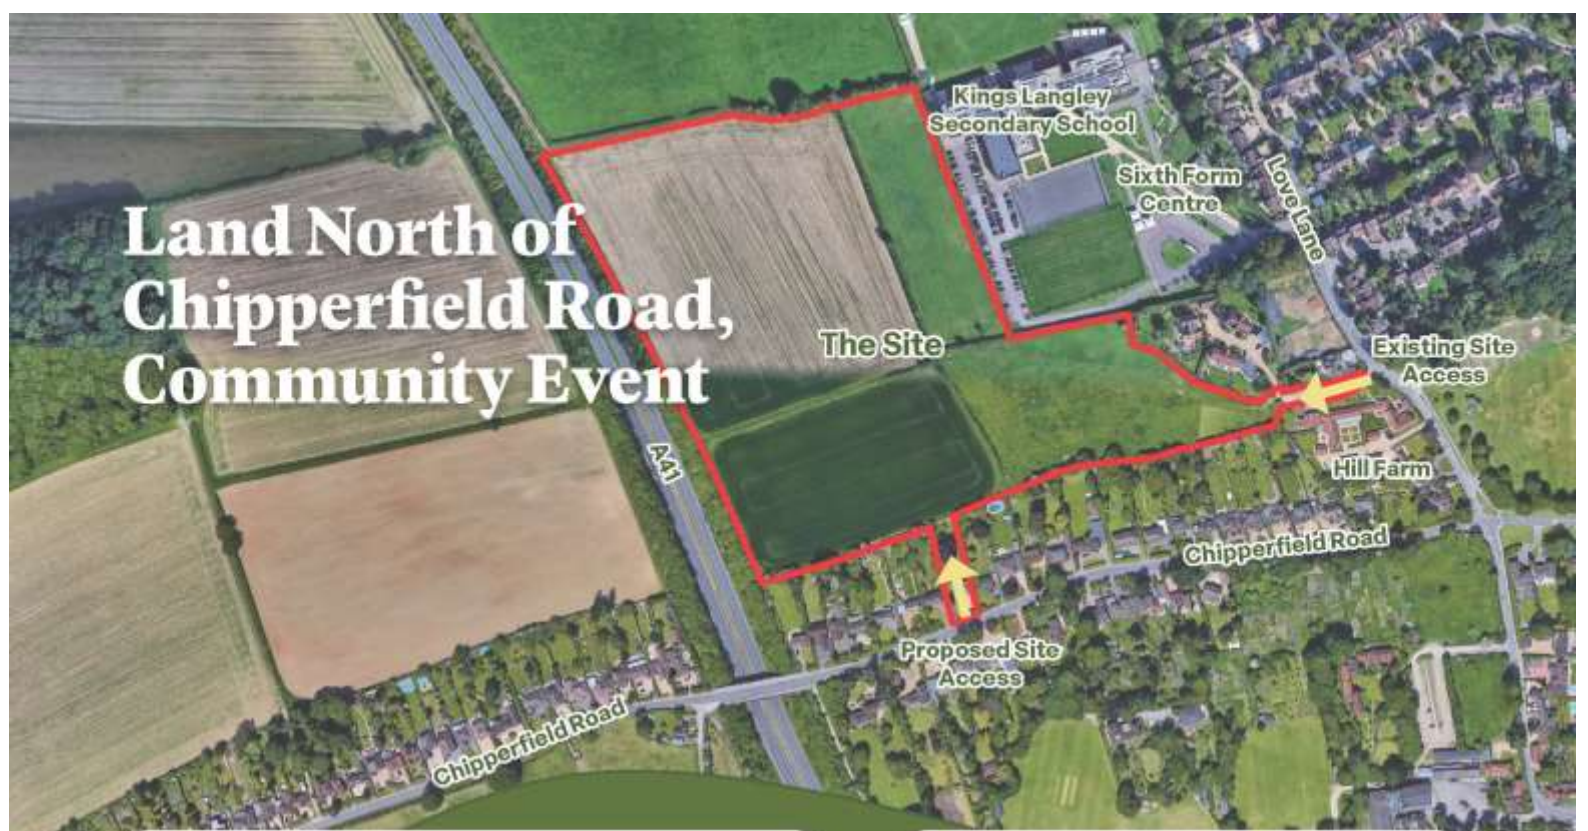 Kings Langley
Secondary School
Sixth Form
Centre
Love Lane
Land North of
Chipperfield Road,
Community Event
The Site
Existing Site
Access
A41
Hill Farm
Chipperfield Road
Proposed Site
Access
Chipperfield Road